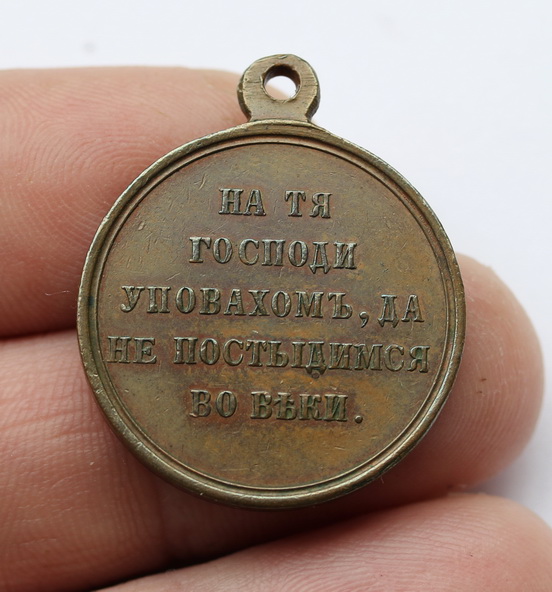 НА ТЯ
ГОСПОДИ
УПОВАХОМЪ, ДА
НЕ ПОСТЫДИМСЯ
ВО ВѢКИ.